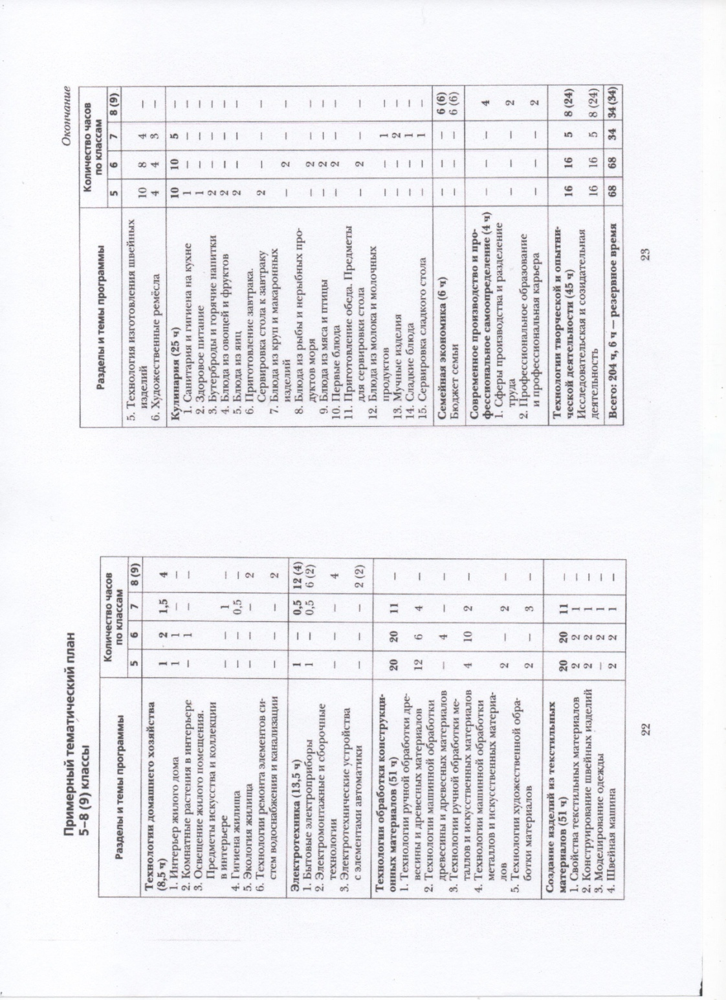 Примерный тематический план
5–8 (9) классы
Разделы и темы программы
Количество часов
по классам
5 6 7 8 (9)
Технологии домашнего хозяйства
(8,5 ч) 1 2 1,5 4
1. Интерьер жилого дома 1 1 — —
2. Комнатные растения в интерьере — 1 — —
3. Освещение жилого помещения.
Предметы искусства и коллекции
в интерьере — — 1 —
4. Гигиена жилища — — 0,5 —
5. Экология жилища — — — 2
6. Технологии ремонта элементов си-
стем водоснабжения и канализации — — — 2
Электротехника (13,5 ч) 1 — 0,5 12 (4)
1. Бытовые электроприборы 1 — 0,5 6 (2)
2. Электромонтажные и сборочные
технологии — — — 4
3. Электротехнические устройства
с элементами автоматики — — — 2 (2)
Технологии обработки конструкци-
онных материалов (51 ч) 20 20 11 —
1. Технологии ручной обработки дре-
весины и древесных материалов 12 6 4 —
2. Технологии машинной обработки
древесины и древесных материалов — 4 — —
3. Технологии ручной обработки ме-
таллов и искусственных материалов 4 10 2 —
4. Технологии машинной обработки
металлов и искусственных материа-
лов 2 — 2 —
5. Технологии художественной обра-
ботки материалов 2 — 3 —
Создание изделий из текстильных
материалов (51 ч) 20 20 11 —
1. Свойства текстильных материалов 2 2 1 —
2. Конструирование швейных изделий 2 2 1 —
3. Моделирование одежды — 2 1 —
4. Швейная машина 2 2 1 —
22
Окончание
Разделы и темы программы
Количество часов
по классам
5 6 7 8 (9)
5. Технология изготовления швейных
изделий 10 8 4 —
6. Художественные ремёсла 4 4 3 —
Кулинария (25 ч) 10 10 5 —
1. Санитария и гигиена на кухне 1 — — —
2. Здоровое питание 1 — — —
3. Бутерброды и горячие напитки 2 — — —
4. Блюда из овощей и фруктов 2 — — —
5. Блюда из яиц 2 — — —
6. Приготовление завтрака.
Сервировка стола к завтраку 2 — — —
7. Блюда из круп и макаронных
изделий — 2 — —
8. Блюда из рыбы и нерыбных про-
дуктов моря — 2 — —
9. Блюда из мяса и птицы — 2 — —
10. Первые блюда — 2 — —
11. Приготовление обеда. Предметы
для сервировки стола — 2 — —
12. Блюда из молока и молочных
продуктов — — 1 —
13. Мучные изделия — — 2 —
14. Сладкие блюда — — 1 —
15. Сервировка сладкого стола — — 1 —
Семейная экономика (6 ч) — — — 6 (6)
Бюджет семьи — — — 6 (6)
Современное производство и про-
фессиональное самоопределение (4 ч) — — — 4
1. Сферы производства и разделение
труда — — — 2
2. Профессиональное образование
и профессиональная карьера — — — 2
Технологии творческой и опытни-
ческой деятельности (45 ч) 16 16 5 8 (24)
Исследовательская и созидательная
деятельность 16 16 5 8 (24)
Всего: 204 ч, 6 ч — резервное время 68 68 34 34 (34)
23